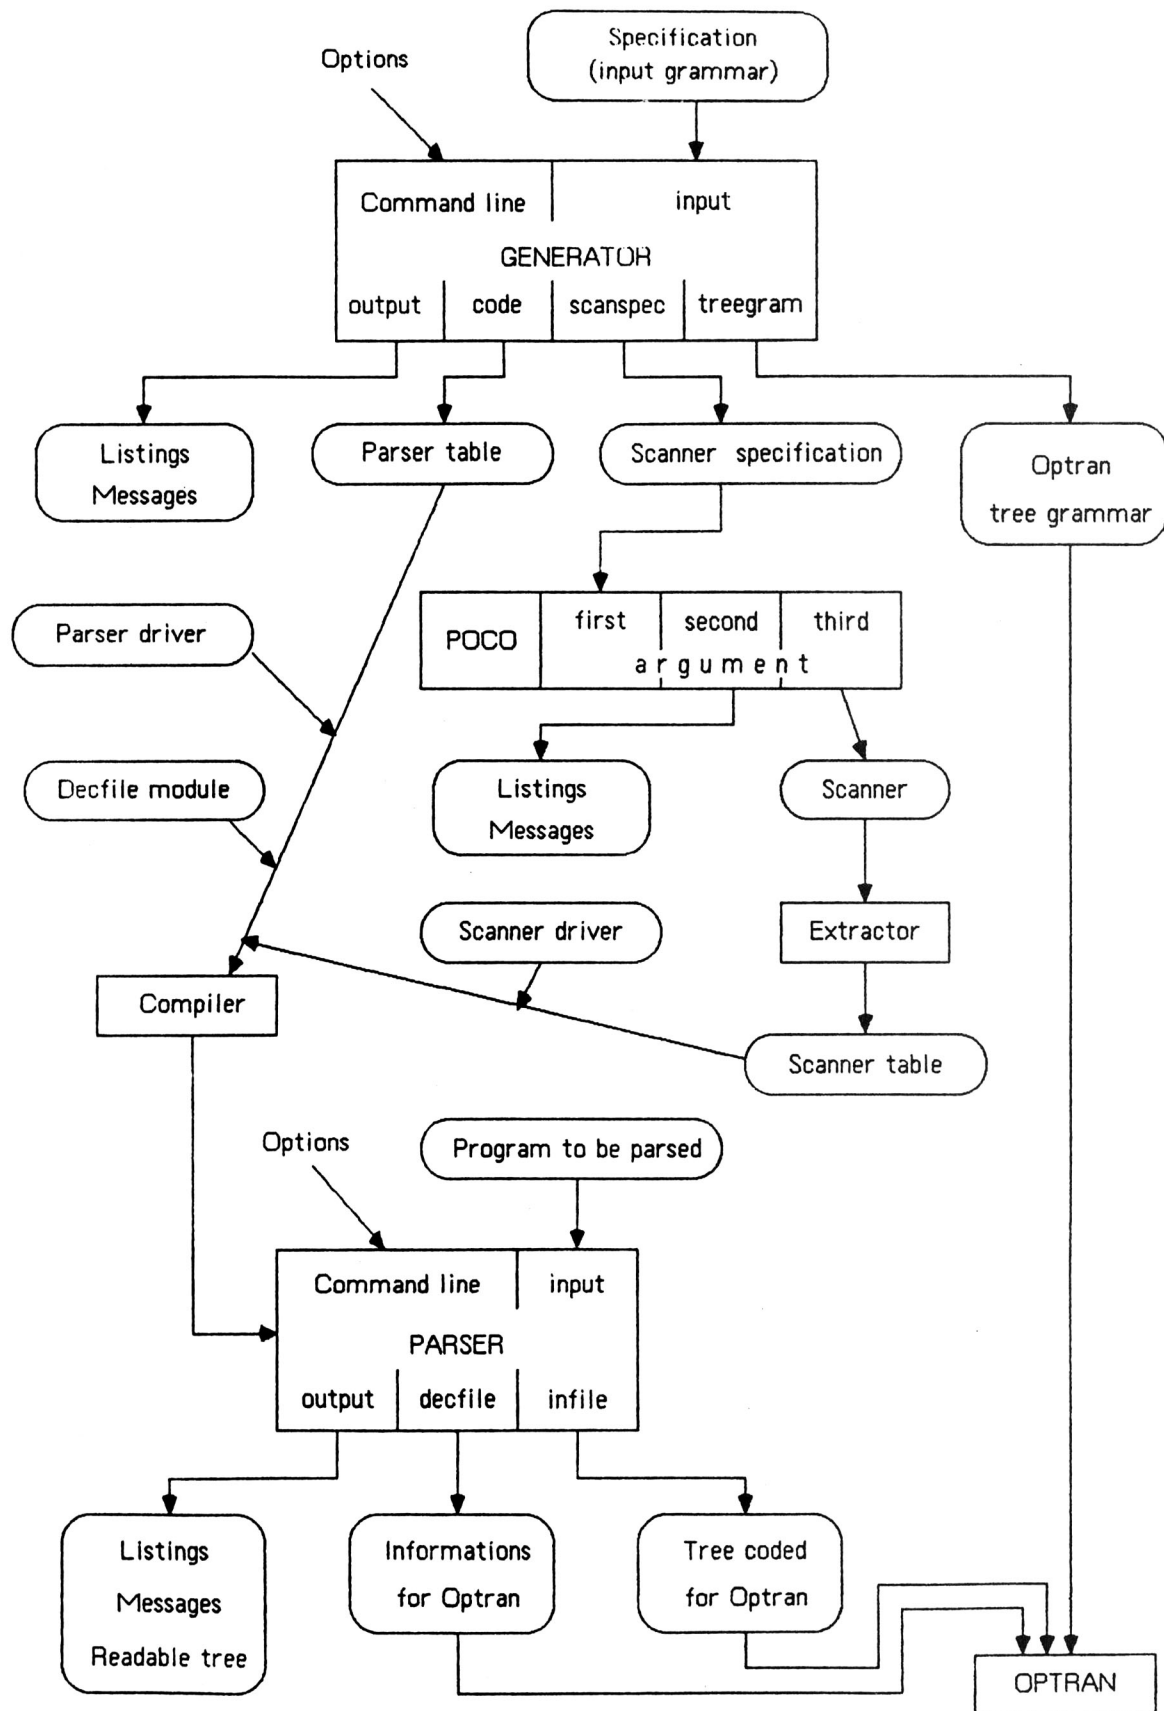 Specification
(input grammar)
Options
Command line
input
GENERATOR
output
code
scanspec
treegram
Listings
Messages
Parser table
Scanner specification
Optran
tree grammar
POCO
first
second
third
argument
Parser driver
Decfile module
Listings
Messages
Scanner
Scanner driver
Extractor
Compiler
Scanner table
Options
Program to be parsed
Command line
input
PARSER
output
decfile
infile
Listings
Messages
Readable tree
Informations
for Optran
Tree coded
for Optran
OPTRAN